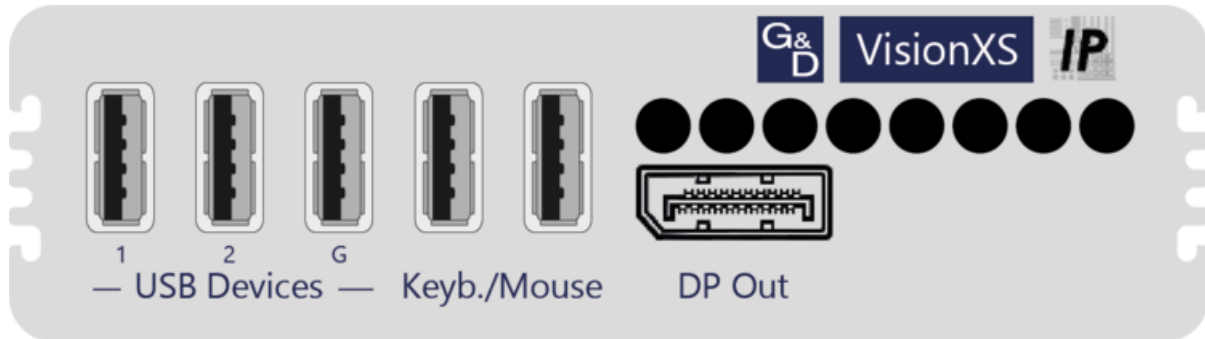 G&D VisionXS IP
1 2 G
— USB Devices — Keyb./Mouse DP Out